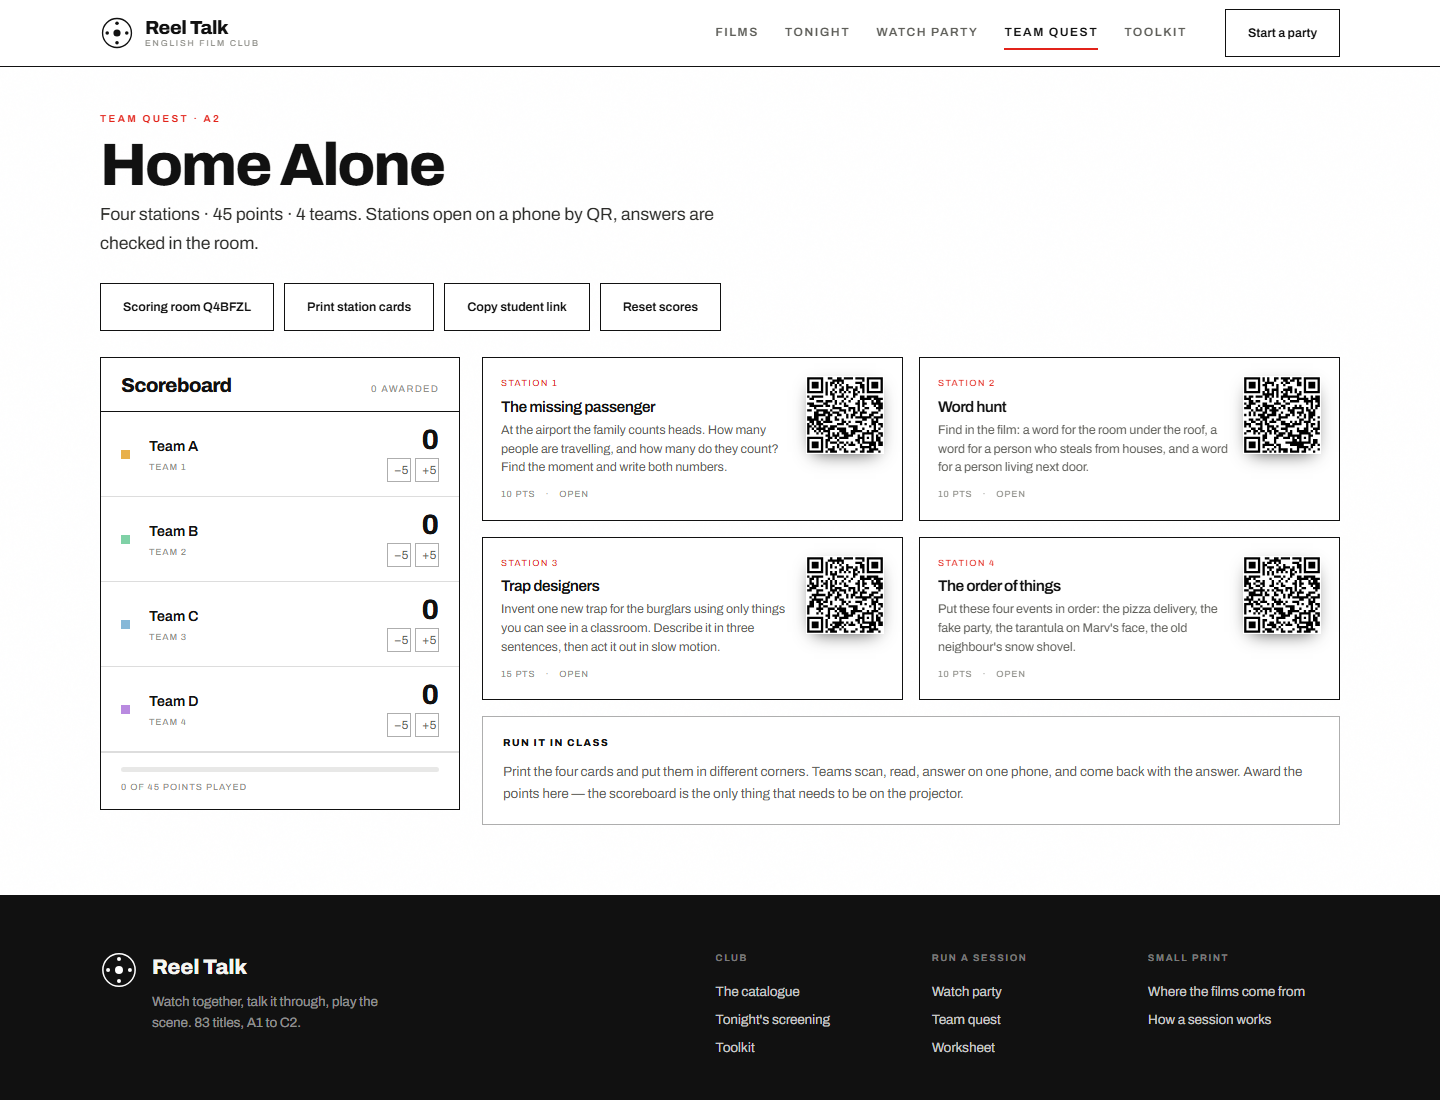 Reel Talk
ENGLISH FILM CLUB
FILMS
TONIGHT
WATCH PARTY
TEAM QUEST
TOOLKIT
Start a party
TEAM QUEST · A2
Home Alone
Four stations · 45 points · 4 teams. Stations open on a phone by QR, answers are
checked in the room.
Scoring room Q4BFZL
Print station cards
Copy student link
Reset scores
Scoreboard
0 AWARDED
Team A
TEAM 1
0
−5 +5
Team B
TEAM 2
0
−5 +5
Team C
TEAM 3
0
−5 +5
Team D
TEAM 4
0
−5 +5
0 OF 45 POINTS PLAYED
STATION 1
The missing passenger
At the airport the family counts heads. How many
people are travelling, and how many do they count?
Find the moment and write both numbers.
10 PTS · OPEN
STATION 2
Word hunt
Find in the film: a word for the room under the roof, a
word for a person who steals from houses, and a word
for a person living next door.
10 PTS · OPEN
STATION 3
Trap designers
Invent one new trap for the burglars using only things
you can see in a classroom. Describe it in three
sentences, then act it out in slow motion.
15 PTS · OPEN
STATION 4
The order of things
Put these four events in order: the pizza delivery, the
fake party, the tarantula on Marv's face, the old
neighbour's snow shovel.
10 PTS · OPEN
RUN IT IN CLASS
Print the four cards and put them in different corners. Teams scan, read, answer on one phone, and come back with the answer. Award the
points here — the scoreboard is the only thing that needs to be on the projector.
Reel Talk
Watch together, talk it through, play the
scene. 83 titles, A1 to C2.
CLUB
The catalogue
Tonight's screening
Toolkit
RUN A SESSION
Watch party
Team quest
Worksheet
SMALL PRINT
Where the films come from
How a session works